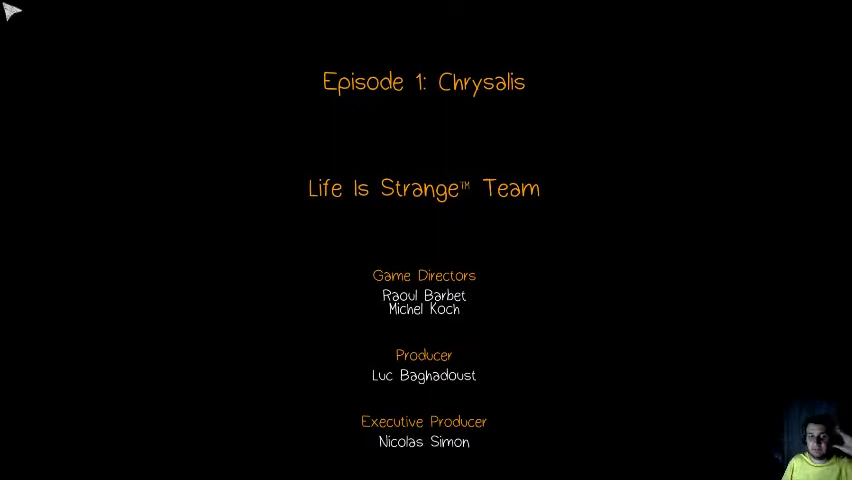 Episode 1: Chrysalis
Life Is Strange™ Team
Game Directors
Raoul Barbet
Michel Koch
Producer
Luc Baghadoust
Executive Producer
Nicolas Simon